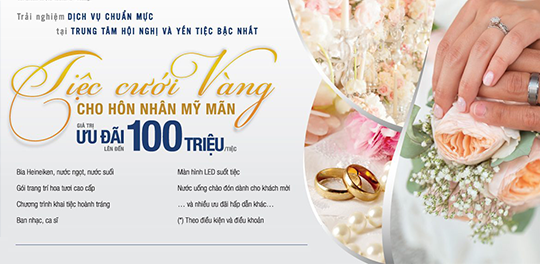 Trải nghiệm DỊCH VỤ CHUẨN MỰC
tại TRUNG TÂM HỘI NGHỊ VÀ YẾN TIỆC BẬC NHẤT
Tiệc cưới Vàng
CHO HÔN NHÂN MỸ MÃN
GIÁ TRỊ
ƯU ĐÃI 100 TRIỆU/TIỆC
LÊN ĐẾN
Bia Heineiken, nước ngọt, nước suối
Gói trang trí hoa tươi cao cấp
Chương trình khai tiệc hoành tráng
Ban nhạc, ca sĩ
Màn hình LED suốt tiệc
Nước uống chào đón dành cho khách mời
... và nhiều ưu đãi hấp dẫn khác...
(*) Theo điều kiện và điều khoản